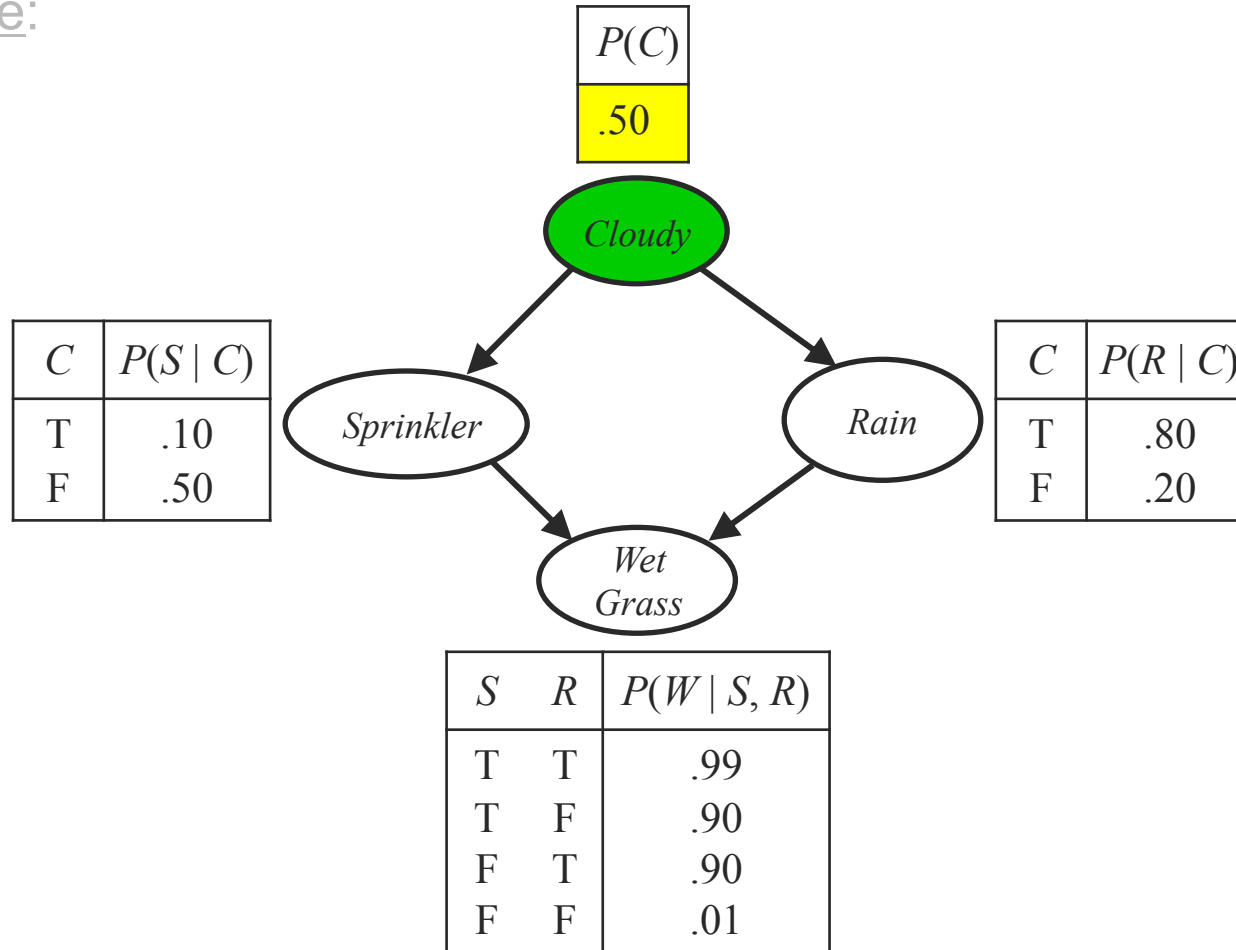 e:
P(C)
.50
Cloudy
C P(S | C)
T .10
F .50
Sprinkler
Rain
C P(R | C)
T .80
F .20
Wet
Grass
S R P(W | S, R)
T T .99
T F .90
F T .90
F F .01